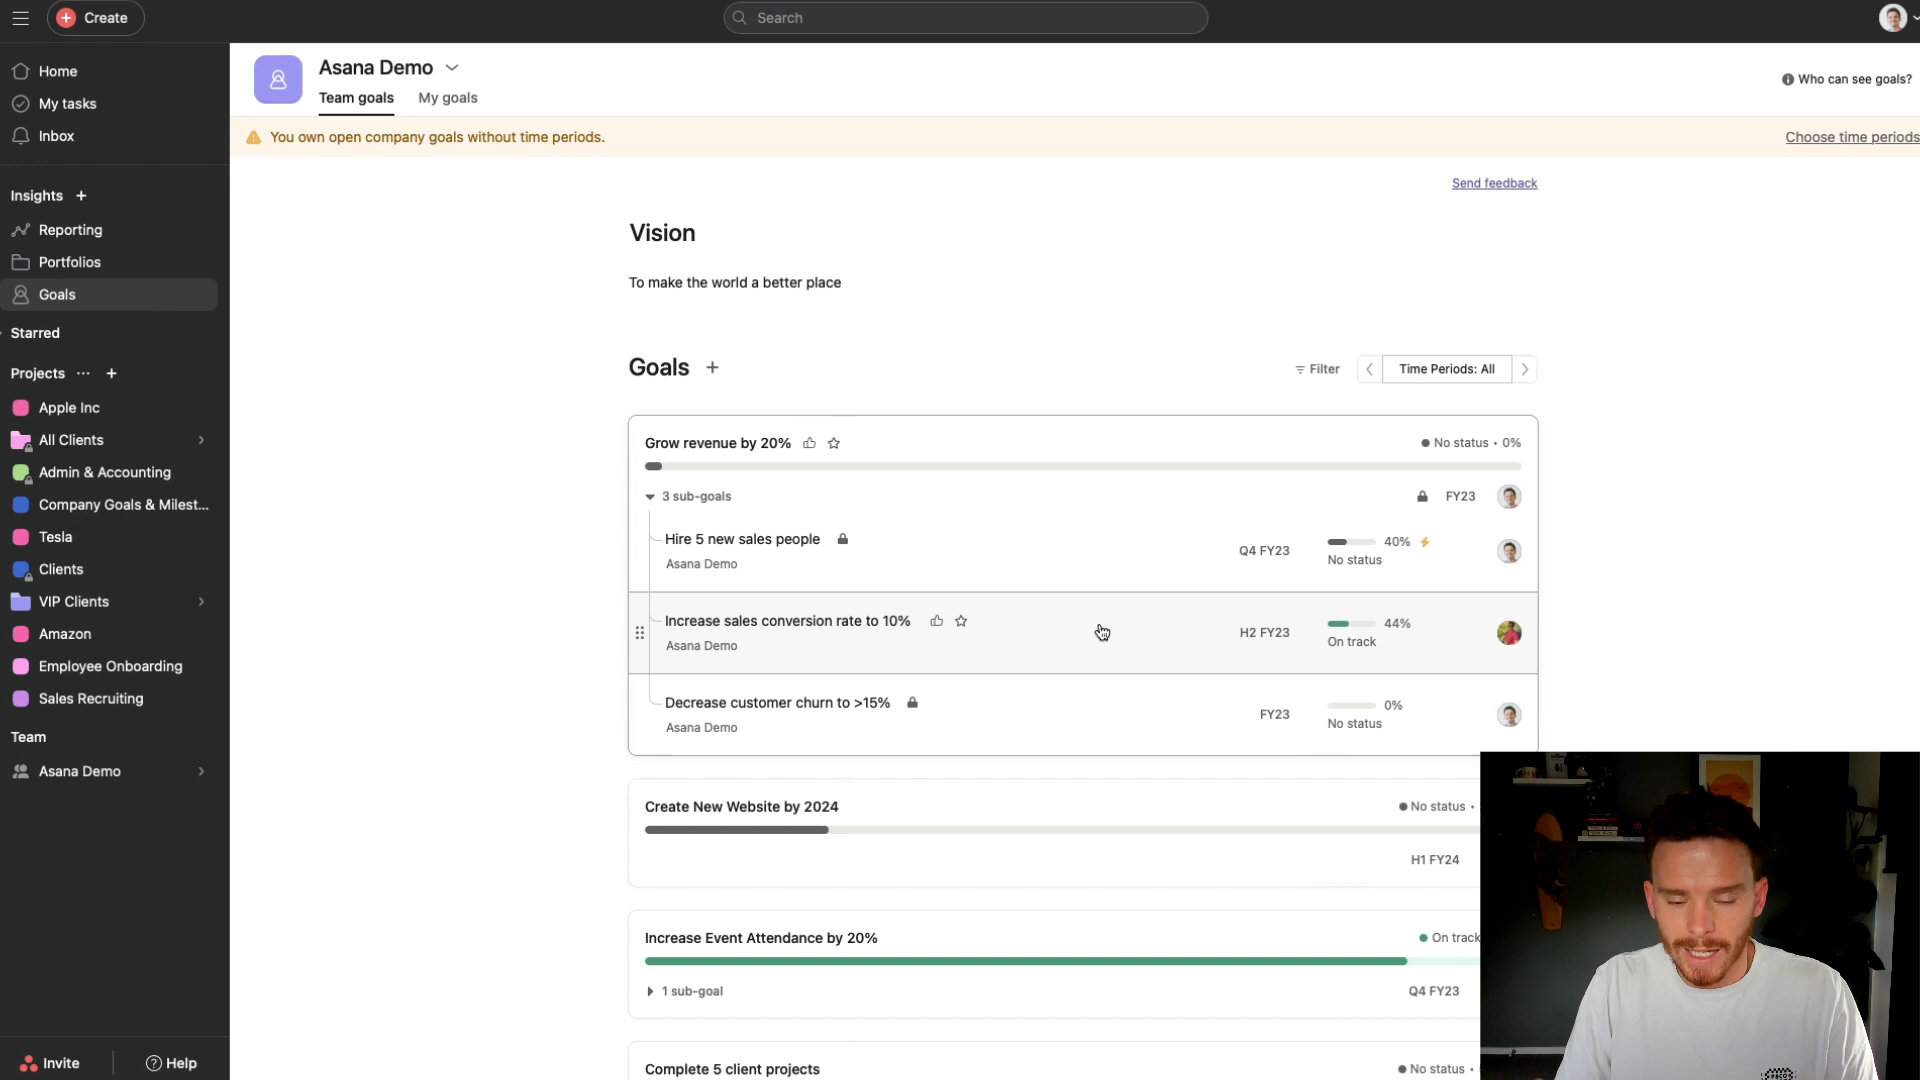 Create
Search
Home
My tasks
Inbox
Insights +
Reporting
Portfolios
Goals
Starred
Projects ... +
Apple Inc
All Clients
Admin & Accounting
Company Goals & Milest...
Tesla
Clients
VIP Clients
Amazon
Employee Onboarding
Sales Recruiting
Team
Asana Demo
Invite
Help
Asana Demo
Team goals My goals
Who can see goals?
You own open company goals without time periods.
Choose time periods
Send feedback
Vision
To make the world a better place
Goals +
Filter
Time Periods: All
Grow revenue by 20%
No status • 0%
3 sub-goals
FY23
Hire 5 new sales people
Asana Demo
Q4 FY23
40%
No status
Increase sales conversion rate to 10%
Asana Demo
H2 FY23
44%
On track
Decrease customer churn to >15%
Asana Demo
FY23
0%
No status
Create New Website by 2024
No status •
H1 FY24
Increase Event Attendance by 20%
On track
1 sub-goal
Q4 FY23
Complete 5 client projects
No status •